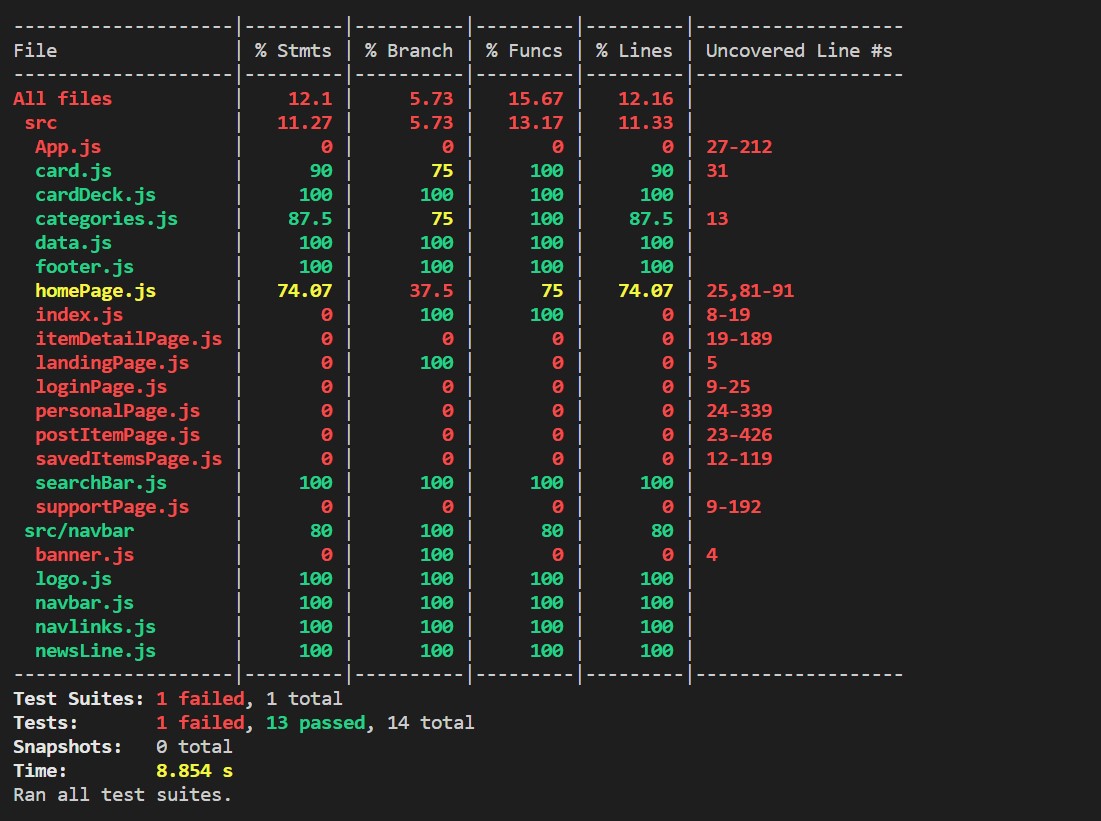 --------------------|---------|----------|---------|---------|-------------------
File                | % Stmts | % Branch | % Funcs | % Lines | Uncovered Line #s
--------------------|---------|----------|---------|---------|-------------------
All files           |    12.1 |     5.73 |   15.67 |   12.16 |
 src                |   11.27 |     5.73 |   13.17 |   11.33 |
  App.js            |       0 |        0 |       0 |       0 | 27-212
  card.js           |      90 |       75 |     100 |      90 | 31
  cardDeck.js       |     100 |      100 |     100 |     100 |
  categories.js     |    87.5 |       75 |     100 |    87.5 | 13
  data.js           |     100 |      100 |     100 |     100 |
  footer.js         |     100 |      100 |     100 |     100 |
  homePage.js       |   74.07 |     37.5 |      75 |   74.07 | 25,81-91
  index.js          |       0 |      100 |     100 |       0 | 8-19
  itemDetailPage.js |       0 |        0 |       0 |       0 | 19-189
  landingPage.js    |       0 |      100 |       0 |       0 | 5
  loginPage.js      |       0 |        0 |       0 |       0 | 9-25
  personalPage.js   |       0 |        0 |       0 |       0 | 24-339
  postItemPage.js   |       0 |        0 |       0 |       0 | 23-426
  savedItemsPage.js |       0 |        0 |       0 |       0 | 12-119
  searchBar.js      |     100 |      100 |     100 |     100 |
  supportPage.js    |       0 |        0 |       0 |       0 | 9-192
 src/navbar         |      80 |      100 |      80 |      80 |
  banner.js         |       0 |      100 |       0 |       0 | 4
  logo.js           |     100 |      100 |     100 |     100 |
  navbar.js         |     100 |      100 |     100 |     100 |
  navlinks.js       |     100 |      100 |     100 |     100 |
  newsLine.js       |     100 |      100 |     100 |     100 |
--------------------|---------|----------|---------|---------|-------------------
Test Suites: 1 failed, 1 total
Tests:       1 failed, 13 passed, 14 total
Snapshots:   0 total
Time:        8.854 s
Ran all test suites.